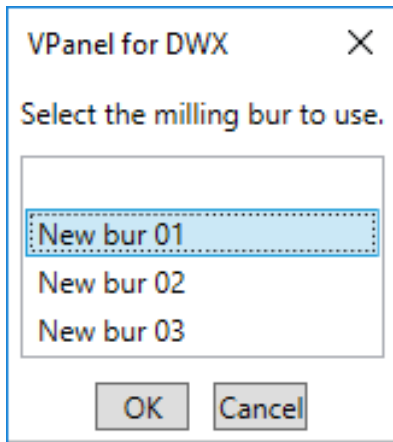 VPanel for DWX
Select the milling bur to use.
New bur 01
New bur 02
New bur 03
OK Cancel